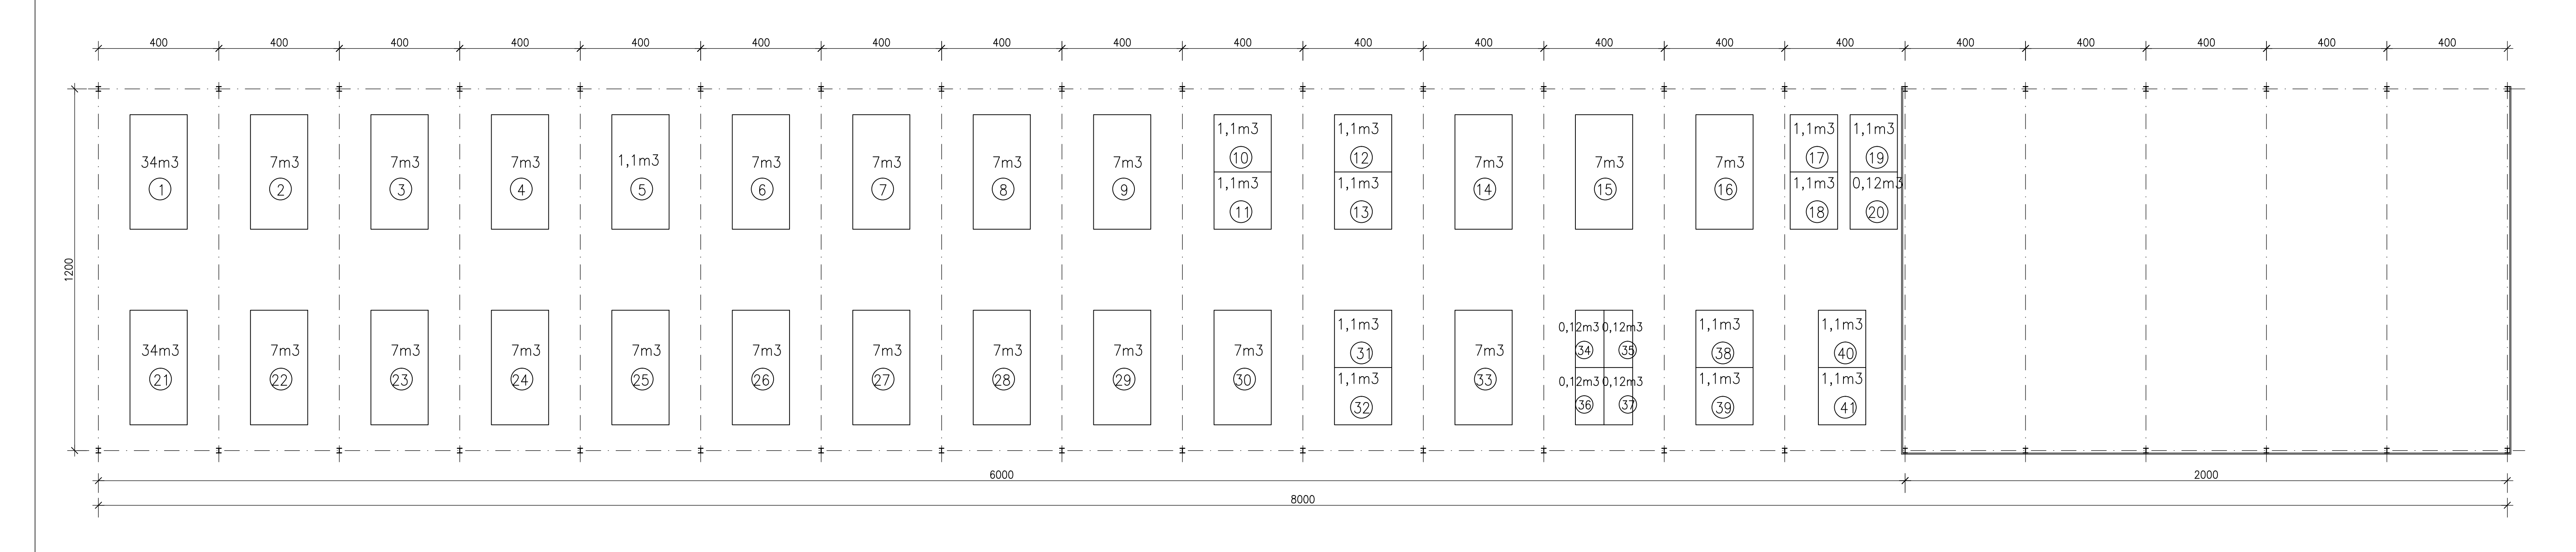 400 400 400 400 400 400 400 400 400 400 400 400 400 400 400 400 400 400 400 400
1,1m3 1,1m3 1,1m3 1,1m3
34m3 7m3 7m3 7m3 1,1m3 7m3 7m3 7m3 7m3 10 12 7m3 7m3 7m3 17 19
1 2 3 4 5 6 7 8 9 1,1m3 1,1m3 14 15 16 1,1m3 0,12m3
11 13 18 20
1200
1,1m3 0,12m3 0,12m3 1,1m3 1,1m3
34m3 7m3 7m3 7m3 7m3 7m3 7m3 7m3 7m3 7m3 31 7m3 34 35 38 40
21 22 23 24 25 26 27 28 29 30 1,1m3 33 0,12m3 0,12m3 1,1m3 1,1m3
32 36 37 39 41
6000 2000
8000